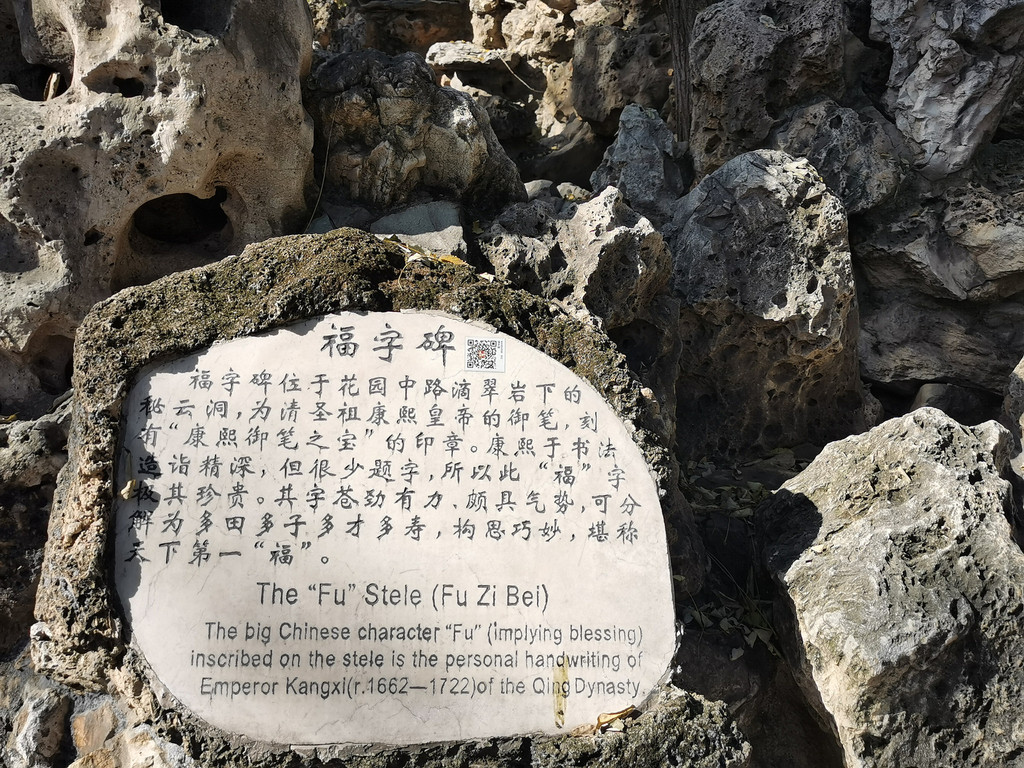 福字碑
福字碑位于花园中路滴翠岩下的
秘云洞，为清圣祖康熙皇帝的御笔，刻
有“康熙御笔之宝”的印章。康熙于书法
造诣精深，但很少题字，所以此“福”字
极其珍贵。其字苍劲有力、颇具气势，可分
解为多田多子多才多寿，构思巧妙，堪称
天下第一“福”。
The “Fu” Stele (Fu Zi Bei)
The big Chinese character “Fu” (implying blessing)
inscribed on the stele is the personal handwriting of
Emperor Kangxi(r.1662—1722)of the Qing Dynasty.